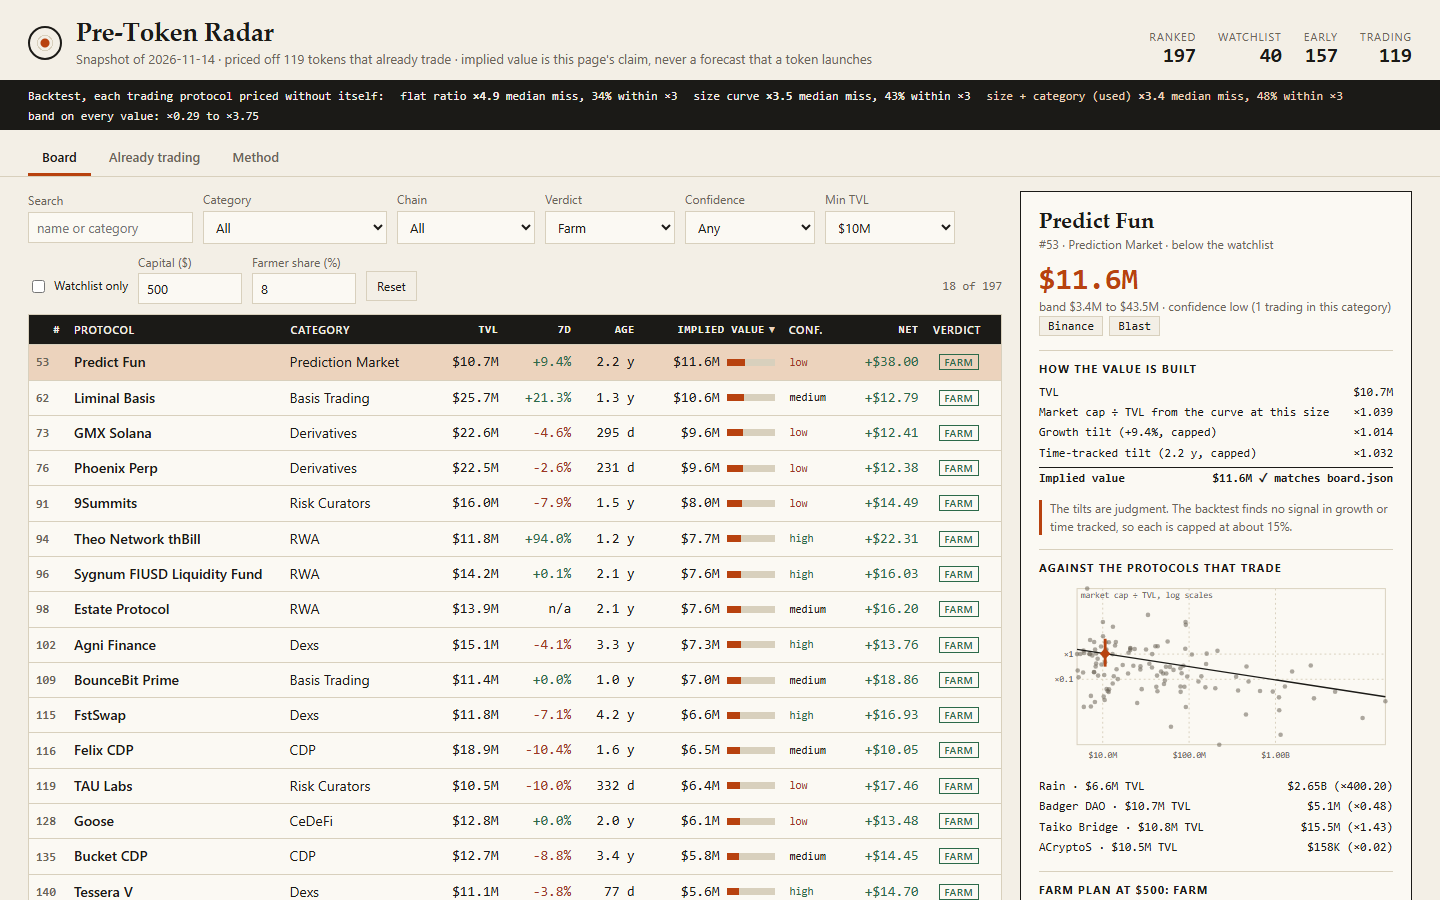 Pre-Token Radar
Snapshot of 2026-11-14 · priced off 119 tokens that already trade · implied value is this page's claim, never a forecast that a token launches
RANKED WATCHLIST EARLY TRADING
197 40 157 119
Backtest, each trading protocol priced without itself: flat ratio ×4.9 median miss, 34% within ×3 size curve ×3.5 median miss, 43% within ×3 size + category (used) ×3.4 median miss, 48% within ×3
band on every value: ×0.29 to ×3.75
Board Already trading Method
Search Category Chain Verdict Confidence Min TVL
name or category All All Farm Any $10M
Watchlist only Capital ($) 500 Farmer share (%) 8 Reset 18 of 197
# PROTOCOL CATEGORY TVL 7D AGE IMPLIED VALUE ▼ CONF. NET VERDICT
53 Predict Fun Prediction Market $10.7M +9.4% 2.2 y $11.6M low +$38.00 FARM
62 Liminal Basis Basis Trading $25.7M +21.3% 1.3 y $10.6M medium +$12.79 FARM
73 GMX Solana Derivatives $22.6M -4.6% 295 d $9.6M low +$12.41 FARM
76 Phoenix Perp Derivatives $22.5M -2.6% 231 d $9.6M low +$12.38 FARM
91 9Summits Risk Curators $16.0M -7.9% 1.5 y $8.0M low +$14.49 FARM
94 Theo Network thBill RWA $11.8M +94.0% 1.2 y $7.7M high +$22.31 FARM
96 Sygnum FIUSD Liquidity Fund RWA $14.2M +0.1% 2.1 y $7.6M high +$16.03 FARM
98 Estate Protocol RWA $13.9M n/a 2.1 y $7.6M medium +$16.20 FARM
102 Agni Finance Dexs $15.1M -4.1% 3.3 y $7.3M high +$13.76 FARM
109 BounceBit Prime Basis Trading $11.4M +0.0% 1.0 y $7.0M medium +$18.86 FARM
115 FstSwap Dexs $11.8M -7.1% 4.2 y $6.6M high +$16.93 FARM
116 Felix CDP CDP $18.9M -10.4% 1.6 y $6.5M medium +$10.05 FARM
119 TAU Labs Risk Curators $10.5M -10.0% 332 d $6.4M low +$17.46 FARM
128 Goose CeDeFi $12.8M +0.0% 2.0 y $6.1M low +$13.48 FARM
135 Bucket CDP CDP $12.7M -8.8% 3.4 y $5.8M medium +$14.45 FARM
140 Tessera V Dexs $11.1M -3.8% 77 d $5.6M high +$14.70 FARM
Predict Fun
#53 · Prediction Market · below the watchlist
$11.6M
band $3.4M to $43.5M · confidence low (1 trading in this category)
Binance Blast
HOW THE VALUE IS BUILT
TVL $10.7M
Market cap ÷ TVL from the curve at this size ×1.039
Growth tilt (+9.4%, capped) ×1.014
Time-tracked tilt (2.2 y, capped) ×1.032
Implied value $11.6M ✓ matches board.json
The tilts are judgment. The backtest finds no signal in growth or
time tracked, so each is capped at about 15%.
AGAINST THE PROTOCOLS THAT TRADE
market cap ÷ TVL, log scales
×1
×0.1
$10.0M $100.0M $1.00B
Rain · $6.6M TVL $2.65B (×400.20)
Badger DAO · $10.7M TVL $5.1M (×0.48)
Taiko Bridge · $10.8M TVL $15.5M (×1.43)
ACryptoS · $10.5M TVL $158K (×0.02)
FARM PLAN AT $500: FARM